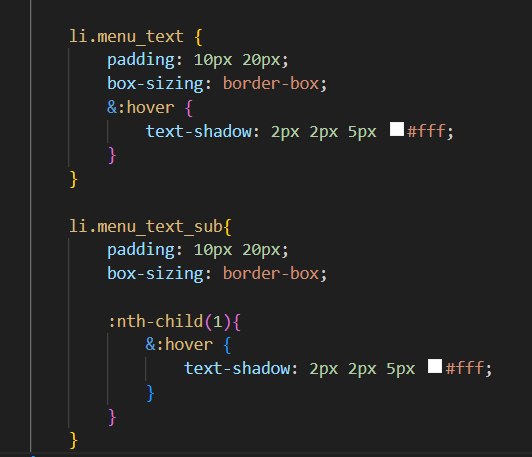 li.menu_text {
padding: 10px 20px;
box-sizing: border-box;
&:hover {
text-shadow: 2px 2px 5px #fff;
}
}
li.menu_text_sub{
padding: 10px 20px;
box-sizing: border-box;
:nth-child(1){
&:hover {
text-shadow: 2px 2px 5px #fff;
}
}
}